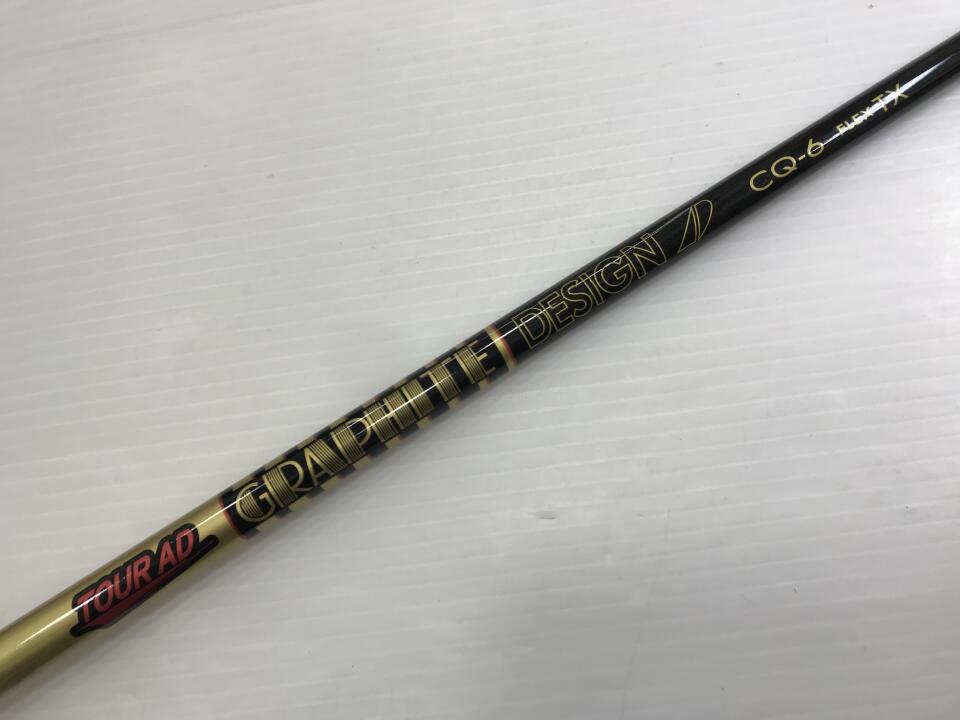 TOUR AD
GRAPHITE DESIGN
CQ-6 FLEX TX